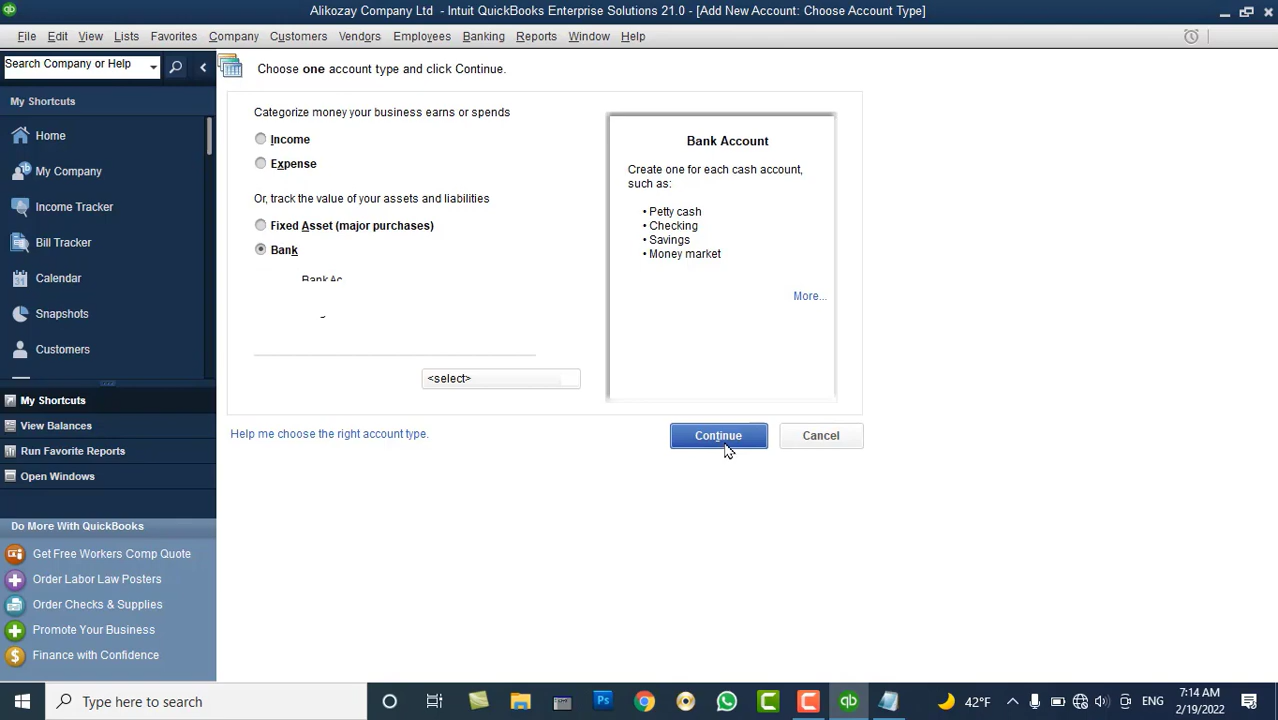 Alikozay Company Ltd - Intuit QuickBooks Enterprise Solutions 21.0 - [Add New Account: Choose Account Type]
File Edit View Lists Favorites Company Customers Vendors Employees Banking Reports Window Help
Search Company or Help
Choose one account type and click Continue.
My Shortcuts
Home
My Company
Income Tracker
Bill Tracker
Calendar
Snapshots
Customers
My Shortcuts
View Balances
Run Favorite Reports
Open Windows
Do More With QuickBooks
Get Free Workers Comp Quote
Order Labor Law Posters
Order Checks & Supplies
Promote Your Business
Finance with Confidence
Categorize money your business earns or spends
Income
Expense
Or, track the value of your assets and liabilities
Fixed Asset (major purchases)
Bank
Bank Ac
<select>
Bank Account
Create one for each cash account,
such as:
• Petty cash
• Checking
• Savings
• Money market
More...
Help me choose the right account type.
Continue
Cancel
Type here to search
Ps
42°F
ENG
7:14 AM
2/19/2022